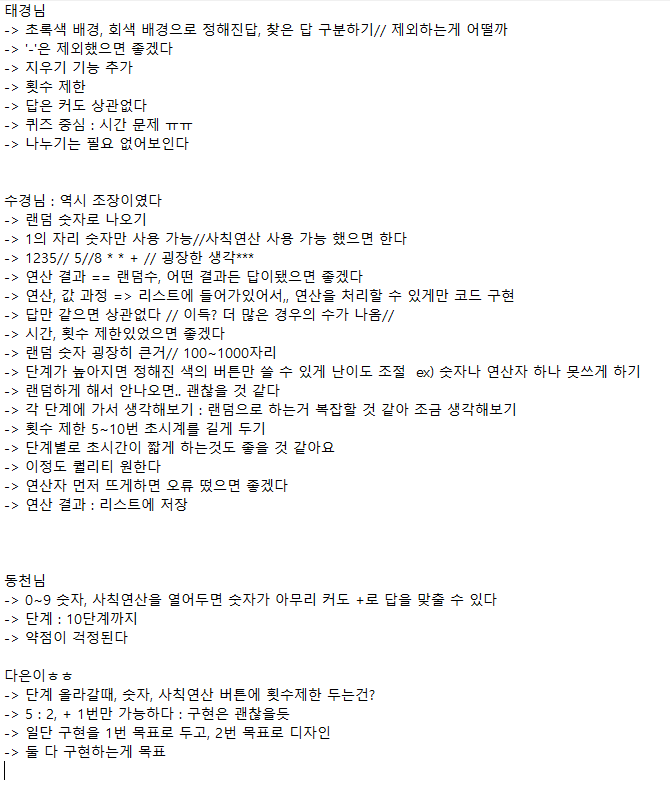 태경님
-> 초록색 배경, 회색 배경으로 정해진답, 찾은 답 구분하기// 제외하는게 어떨까
-> '-'은 제외했으면 좋겠다
-> 지우기 기능 추가
-> 횟수 제한
-> 답은 커도 상관없다
-> 퀴즈 중심 : 시간 문제 ㅠㅠ
-> 나누기는 필요 없어보인다
수경님 : 역시 조장이였다
-> 랜덤 숫자로 나오기
-> 1의 자리 숫자만 사용 가능//사칙연산 사용 가능 했으면 한다
-> 1235// 5//8 * * + // 굉장한 생각***
-> 연산 결과 == 랜덤수, 어떤 결과든 답이됐으면 좋겠다
-> 연산, 값 과정 => 리스트에 들어가있어서,, 연산을 처리할 수 있게만 코드 구현
-> 답만 같으면 상관없다 // 이득? 더 많은 경우의 수가 나옴//
-> 시간, 횟수 제한있었으면 좋겠다
-> 랜덤 숫자 굉장히 큰거// 100~1000자리
-> 단계가 높아지면 정해진 색의 버튼만 쓸 수 있게 난이도 조절  ex) 숫자나 연산자 하나 못쓰게 하기
-> 랜덤하게 해서 안나오면.. 괜찮을 것 같다
-> 각 단계에 가서 생각해보기 : 랜덤으로 하는거 복잡할 것 같아 조금 생각해보기
-> 횟수 제한 5~10번 초시계를 길게 두기
-> 단계별로 초시간이 짧게 하는것도 좋을 것 같아요
-> 이정도 퀄리티 원한다
-> 연산자 먼저 뜨게하면 오류 떴으면 좋겠다
-> 연산 결과 : 리스트에 저장
동천님
-> 0~9 숫자, 사칙연산을 열어두면 숫자가 아무리 커도 +로 답을 맞출 수 있다
-> 단계 : 10단계까지
-> 약점이 걱정된다
다은이ㅎㅎ
-> 단계 올라갈때, 숫자, 사칙연산 버튼에 횟수제한 두는건?
-> 5 : 2, + 1번만 가능하다 : 구현은 괜찮을듯
-> 일단 구현을 1번 목표로 두고, 2번 목표로 디자인
-> 둘 다 구현하는게 목표